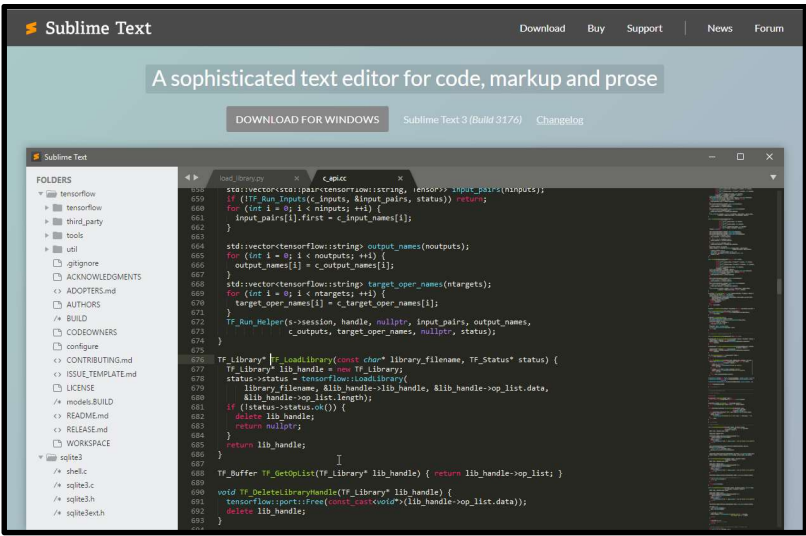 Sublime Text
Download Buy Support News Forum
A sophisticated text editor for code, markup and prose
DOWNLOAD FOR WINDOWS Sublime Text 3 (Build 3176) Changelog
Sublime Text
FOLDERS
tensorflow
tensorflow
third_party
tools
util
.gitignore
ACKNOWLEDGMENTS
<> ADOPTERS.md
AUTHORS
/* BUILD
CODEOWNERS
configure
<> CONTRIBUTING.md
<> ISSUE_TEMPLATE.md
LICENSE
/* models.BUILD
<> README.md
<> RELEASE.md
WORKSPACE
sqlite3
/* shell.c
/* sqlite3.c
/* sqlite3.h
/* sqlite3ext.h
load_library.py × c_api.cc ×
658 std::vector<std::pair<tensorflow::string, Tensor>> input_pairs(ninputs);
659 if (!TF_Run_Inputs(c_inputs, &input_pairs, status)) return;
660 for (int i = 0; i < ninputs; ++i) {
661 input_pairs[i].first = c_input_names[i];
662 }
663
664 std::vector<tensorflow::string> output_names(noutputs);
665 for (int i = 0; i < noutputs; ++i) {
666 output_names[i] = c_output_names[i];
667 }
668 std::vector<tensorflow::string> target_oper_names(ntargets);
669 for (int i = 0; i < ntargets; ++i) {
670 target_oper_names[i] = c_target_oper_names[i];
671 }
672 TF_Run_Helper(s->session, handle, nullptr, input_pairs, output_names,
673 c_outputs, target_oper_names, nullptr, status);
674 }
675
676 TF_Library* TF_LoadLibrary(const char* library_filename, TF_Status* status) {
677 TF_Library* lib_handle = new TF_Library;
678 status->status = tensorflow::LoadLibrary(
679 library_filename, &lib_handle->lib_handle, &lib_handle->op_list.data,
680 &lib_handle->op_list.length);
681 if (!status->status.ok()) {
682 delete lib_handle;
683 return nullptr;
684 }
685 return lib_handle;
686 }
687
688 TF_Buffer TF_GetOpList(TF_Library* lib_handle) { return lib_handle->op_list; }
689
690 void TF_DeleteLibraryHandle(TF_Library* lib_handle) {
691 tensorflow::port::Free(const_cast<void*>(lib_handle->op_list.data));
692 delete lib_handle;
693 }